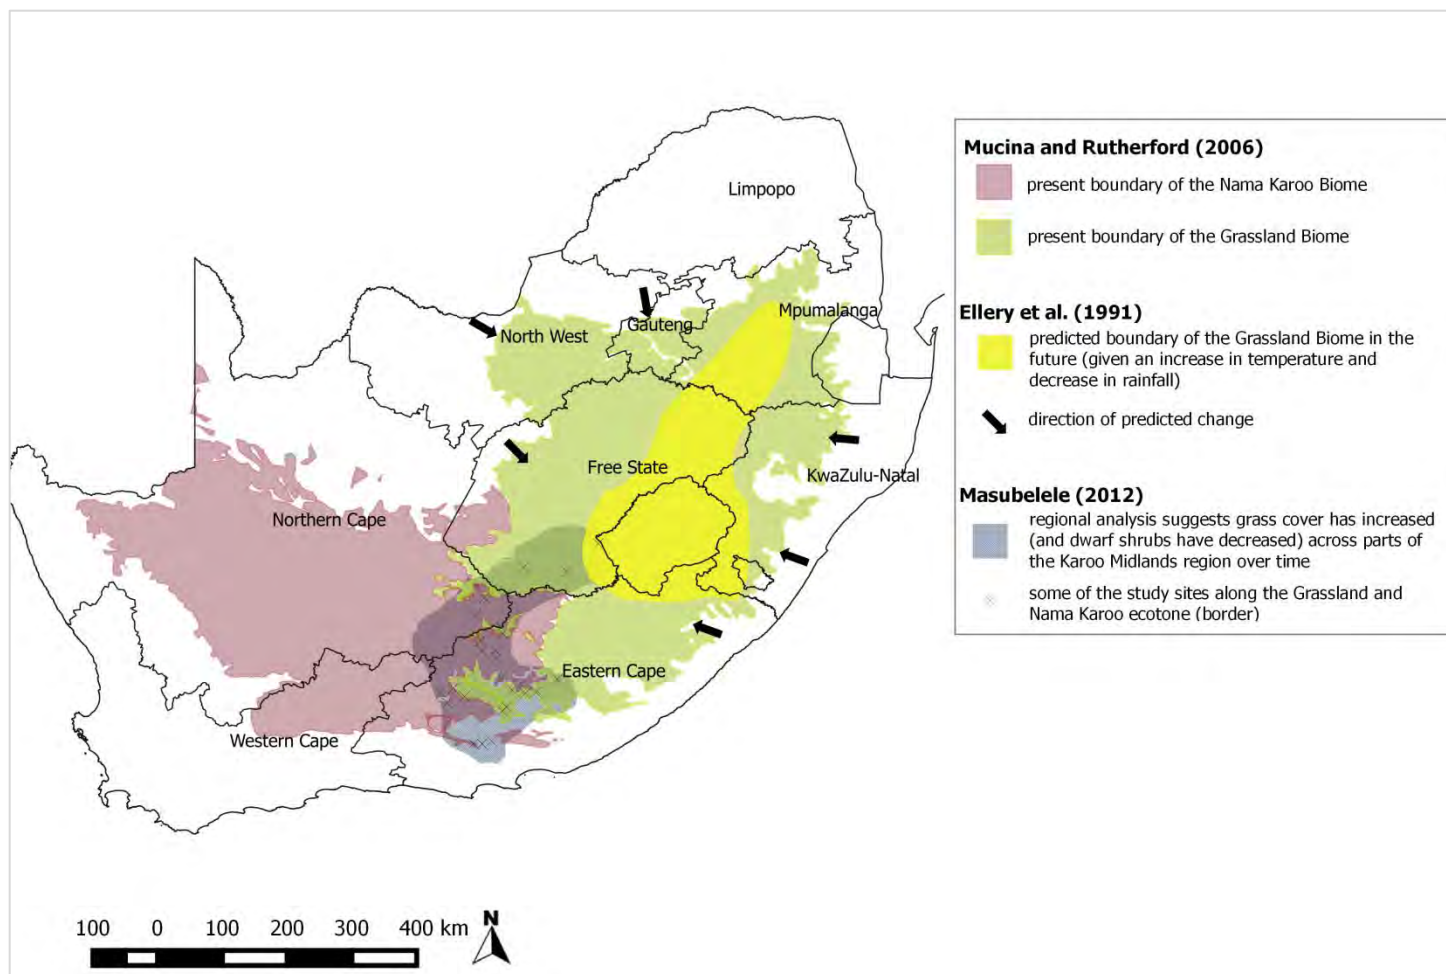 Limpopo
Mpumalanga
Gauteng
North West
Free State
KwaZulu-Natal
Northern Cape
Eastern Cape
Western Cape
Mucina and Rutherford (2006)
present boundary of the Nama Karoo Biome
present boundary of the Grassland Biome
Ellery et al. (1991)
predicted boundary of the Grassland Biome in the
future (given an increase in temperature and
decrease in rainfall)
direction of predicted change
Masubelele (2012)
regional analysis suggests grass cover has increased
(and dwarf shrubs have decreased) across parts of
the Karoo Midlands region over time
some of the study sites along the Grassland and
Nama Karoo ecotone (border)
100 0 100 200 300 400 km
N